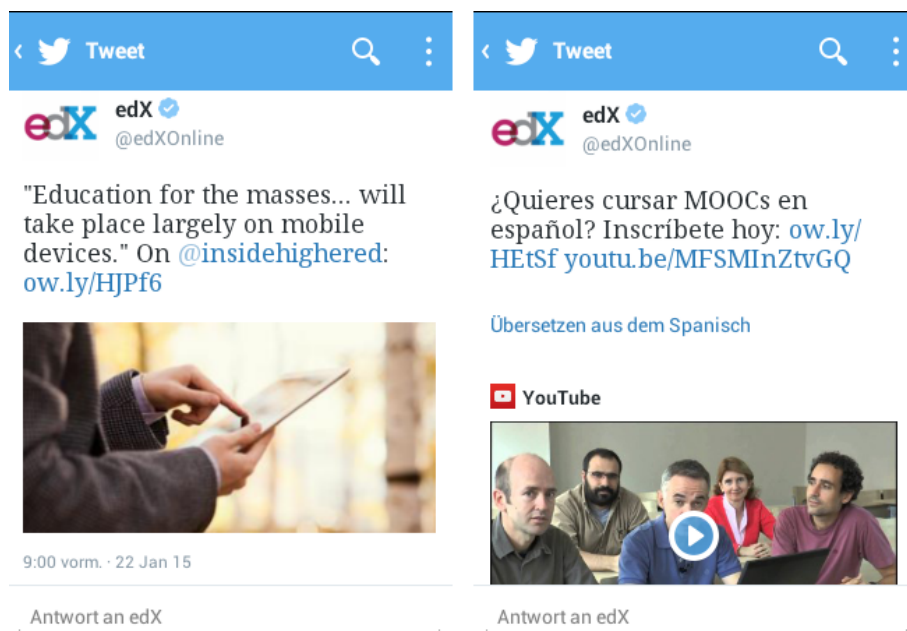 Tweet
edX
edX
@edXOnline
"Education for the masses... will
take place largely on mobile
devices." On @insidehighered:
ow.ly/HJPf6
9:00 vorm. · 22 Jan 15
Antwort an edX
Tweet
edX
edX
@edXOnline
¿Quieres cursar MOOCs en
español? Inscríbete hoy: ow.ly/
HEtSf youtu.be/MFSMInZtvGQ
Übersetzen aus dem Spanisch
YouTube
Antwort an edX